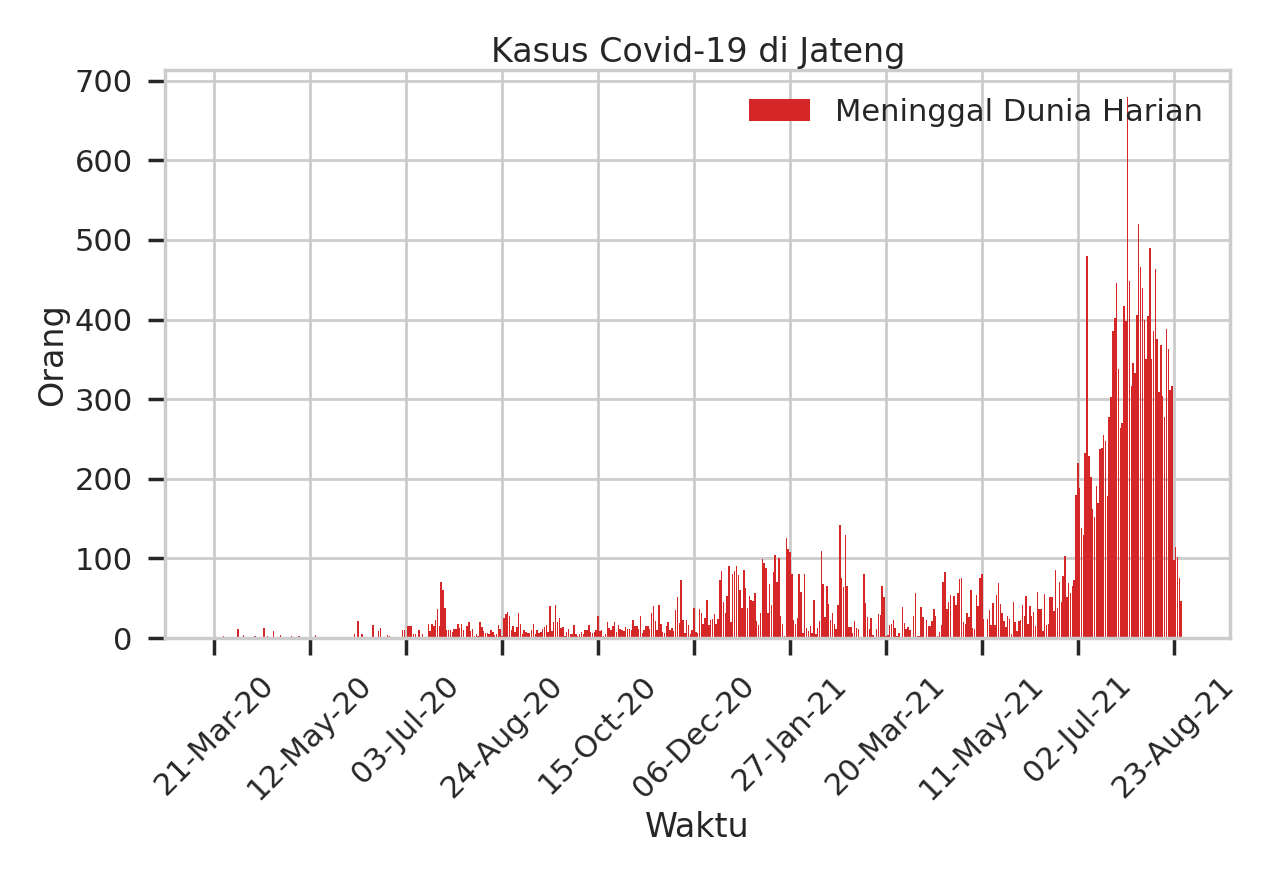 Kasus Covid-19 di Jateng
Meninggal Dunia Harian
Orang
700
600
500
400
300
200
100
0
21-Mar-20
12-May-20
03-Jul-20
24-Aug-20
15-Oct-20
06-Dec-20
27-Jan-21
20-Mar-21
11-May-21
02-Jul-21
23-Aug-21
Waktu